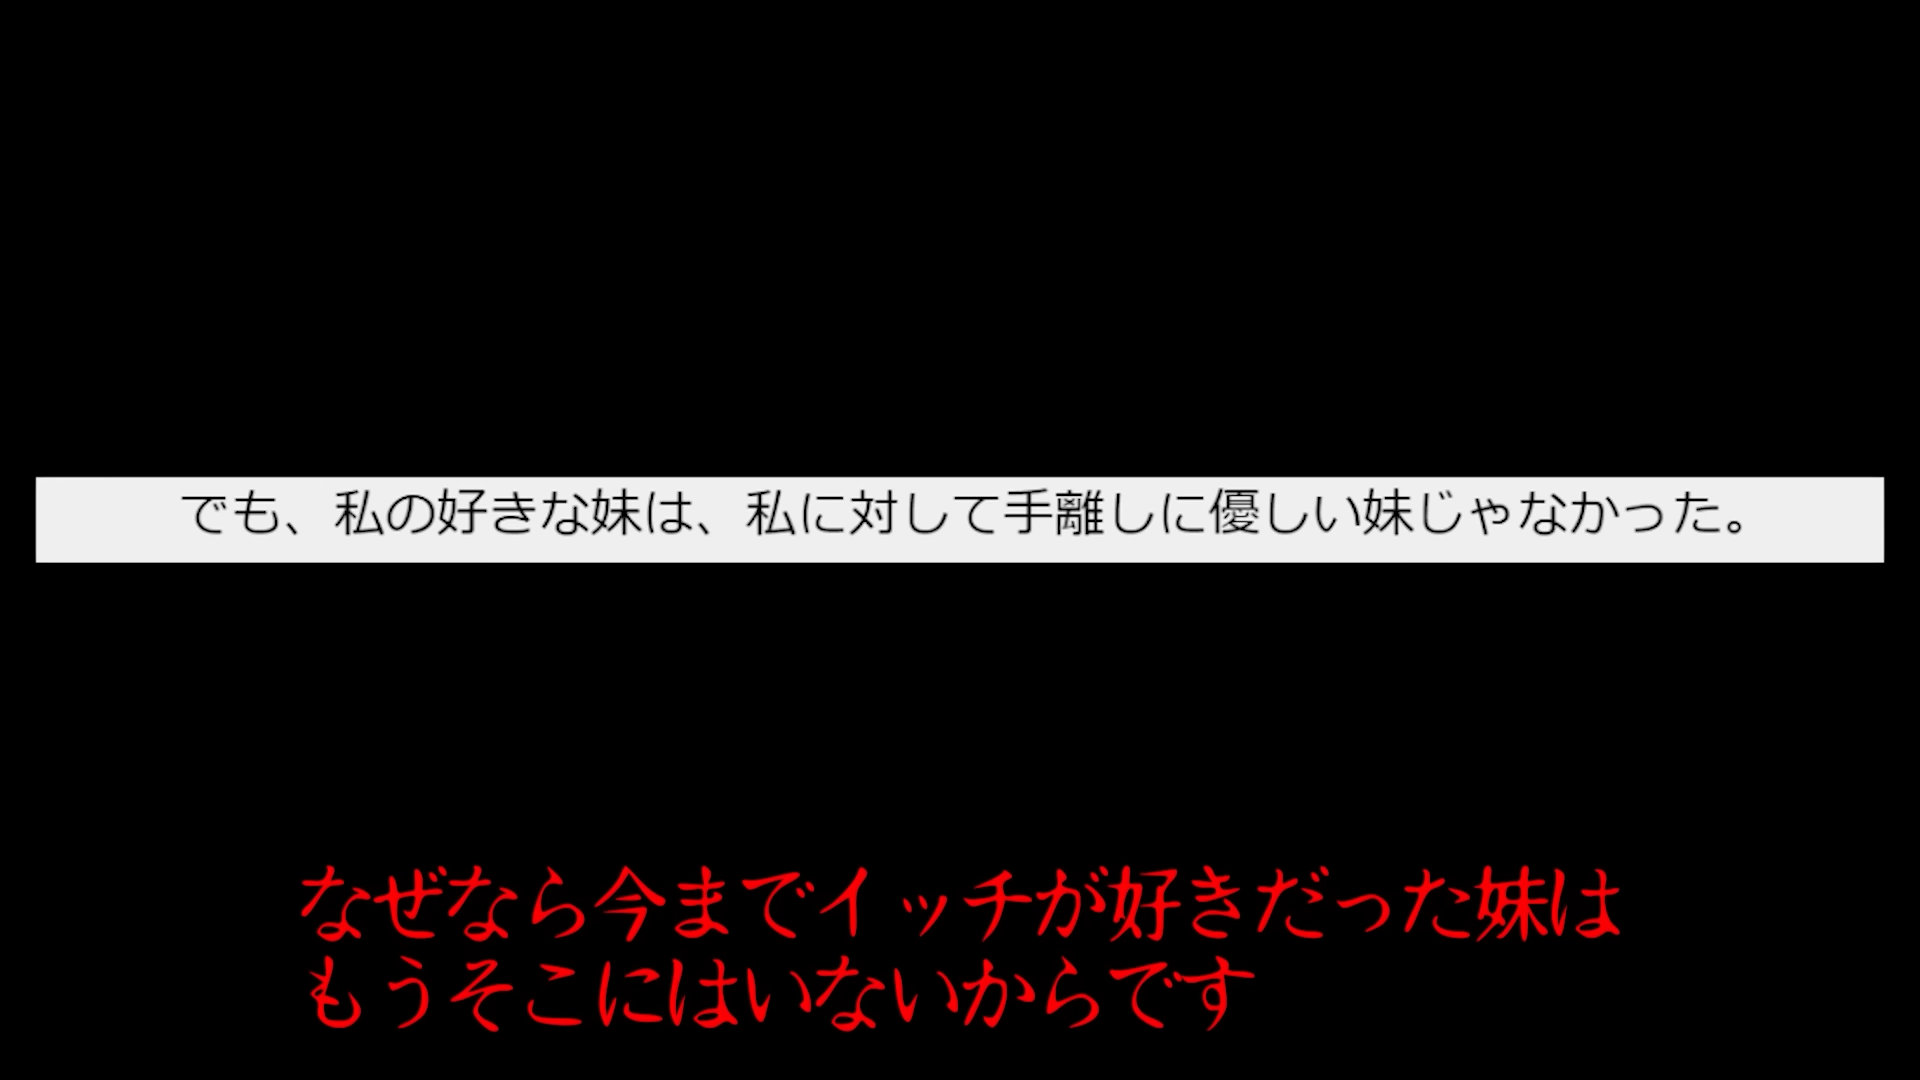 でも、私の好きな妹は、私に対して手離しに優しい妹じゃなかった。
なぜなら今までイッチが好きだった妹は
もうそこにはいないからです